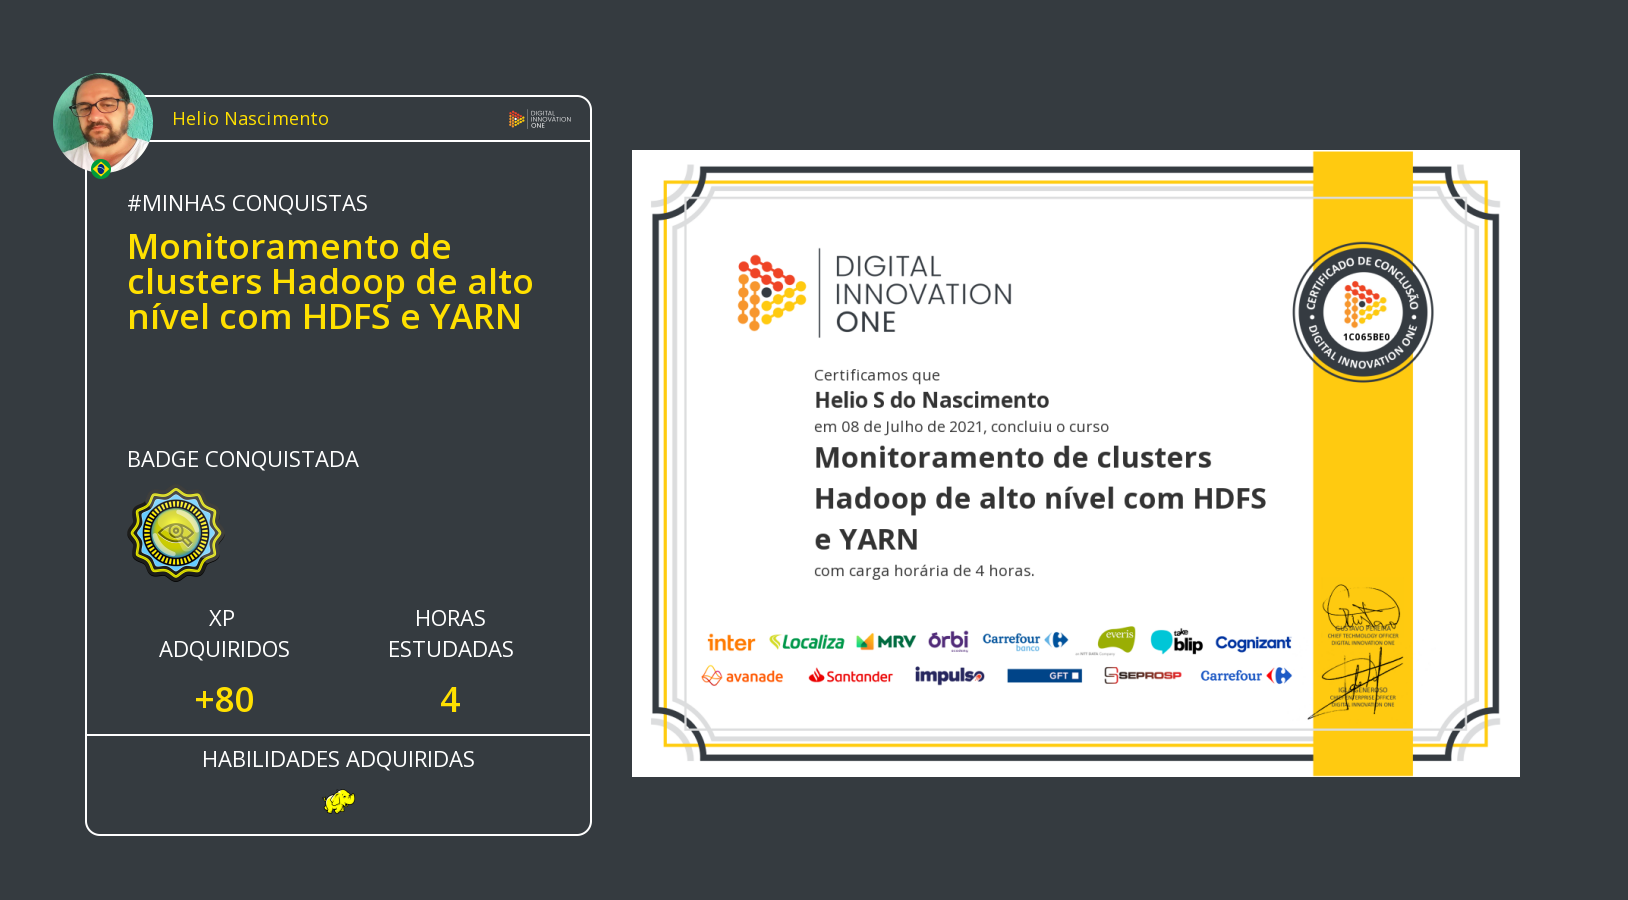 Helio Nascimento
DIGITAL
INNOVATION
ONE
#MINHAS CONQUISTAS
Monitoramento de
clusters Hadoop de alto
nível com HDFS e YARN
BADGE CONQUISTADA
XP
ADQUIRIDOS
+80
HORAS
ESTUDADAS
4
HABILIDADES ADQUIRIDAS
DIGITAL
INNOVATION
ONE
• CERTIFICADO DE CONCLUSÃO •
1C065BE0
DIGITAL INNOVATION ONE
Certificamos que
Helio S do Nascimento
em 08 de Julho de 2021, concluiu o curso
Monitoramento de clusters
Hadoop de alto nível com HDFS
e YARN
com carga horária de 4 horas.
inter Localiza MRV órbi Carrefour banco everis take blip Cognizant
avanade Santander impulso GFT SEPROSP Carrefour
GUSTAVO PEREIRA
CHIEF TECHNOLOGY OFFICER
DIGITAL INNOVATION ONE
CHIEF ENTERPRISE OFFICER
DIGITAL INNOVATION ONE